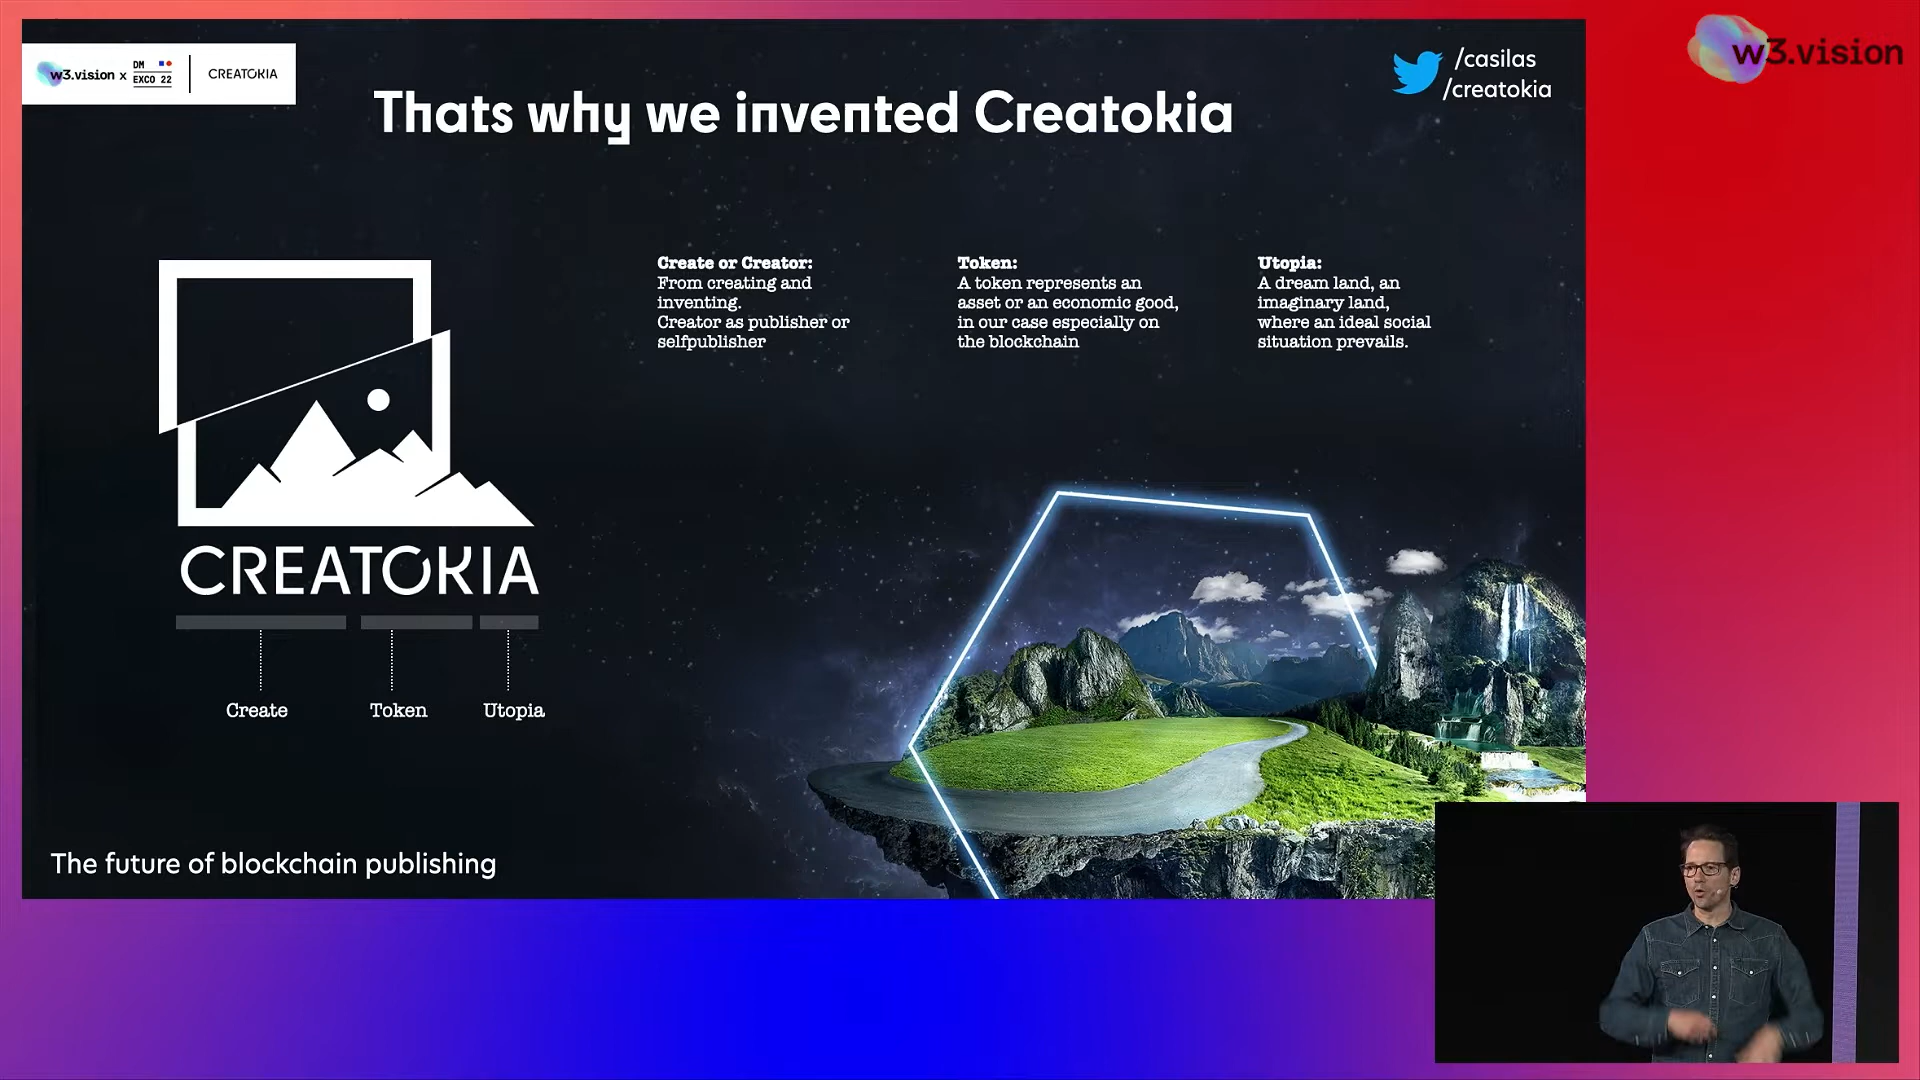 w3.vision x DM EXCO 22 CREATOKIA
Thats why we invented Creatokia
/casilas
/creatokia
w3.vision
Create or Creator:
From creating and
inventing.
Creator as publisher or
selfpublisher
Token:
A token represents an
asset or an economic good,
in our case especially on
the blockchain
Utopia:
A dream land, an
imaginary land,
where an ideal social
situation prevails.
CREATOKIA
Create Token Utopia
The future of blockchain publishing